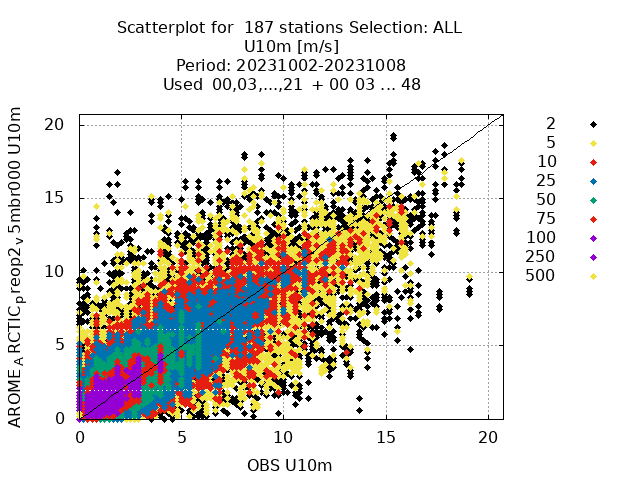 Scatterplot for 187 stations Selection: ALL
U10m [m/s]
Period: 20231002-20231008
Used 00,03,...,21 + 00 03 ... 48
AROME_ARCTIC_preop2_v5mbr000 U10m
20
15
10
5
0
0 5 10 15 20
OBS U10m
2
5
10
25
50
75
100
250
500